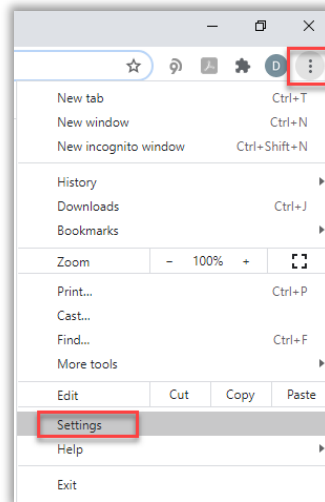 D
New tab Ctrl+T
New window Ctrl+N
New incognito window Ctrl+Shift+N
History
Downloads Ctrl+J
Bookmarks
Zoom - 100% +
Print... Ctrl+P
Cast...
Find... Ctrl+F
More tools
Edit Cut Copy Paste
Settings
Help
Exit